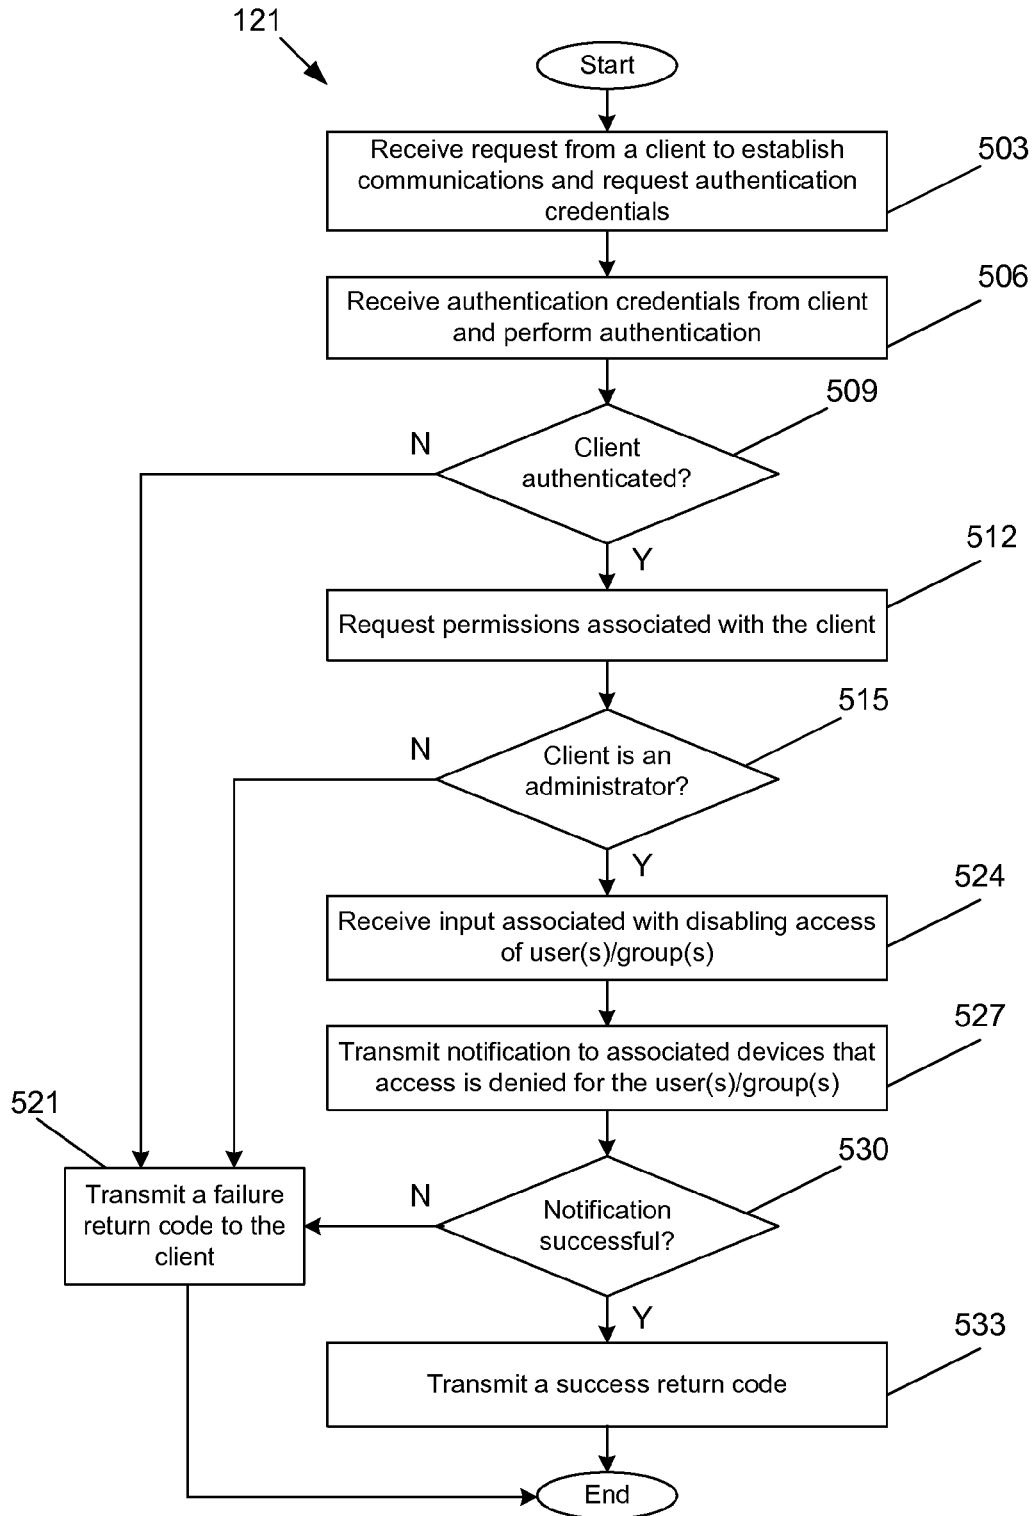 121
Start
Receive request from a client to establish
communications and request authentication
credentials
503
Receive authentication credentials from client
and perform authentication
506
Client
authenticated?
509
N
Y
Request permissions associated with the client
512
Client is an
administrator?
515
N
Y
Receive input associated with disabling access
of user(s)/group(s)
524
Transmit notification to associated devices that
access is denied for the user(s)/group(s)
527
Notification
successful?
530
N
Y
521
Transmit a failure
return code to the
client
Transmit a success return code
533
End